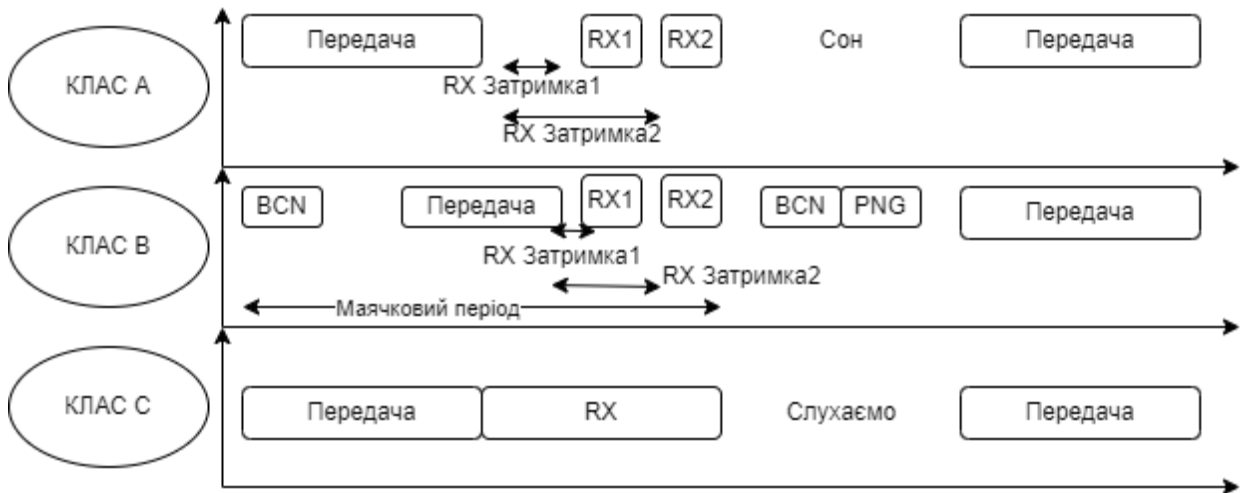 КЛАС А
Передача
RX1
RX2
Сон
Передача
RX Затримка1
RX Затримка2
КЛАС В
BCN
Передача
RX1
RX2
BCN
PNG
Передача
RX Затримка1
RX Затримка2
Маячковий період
КЛАС С
Передача
RX
Слухаємо
Передача